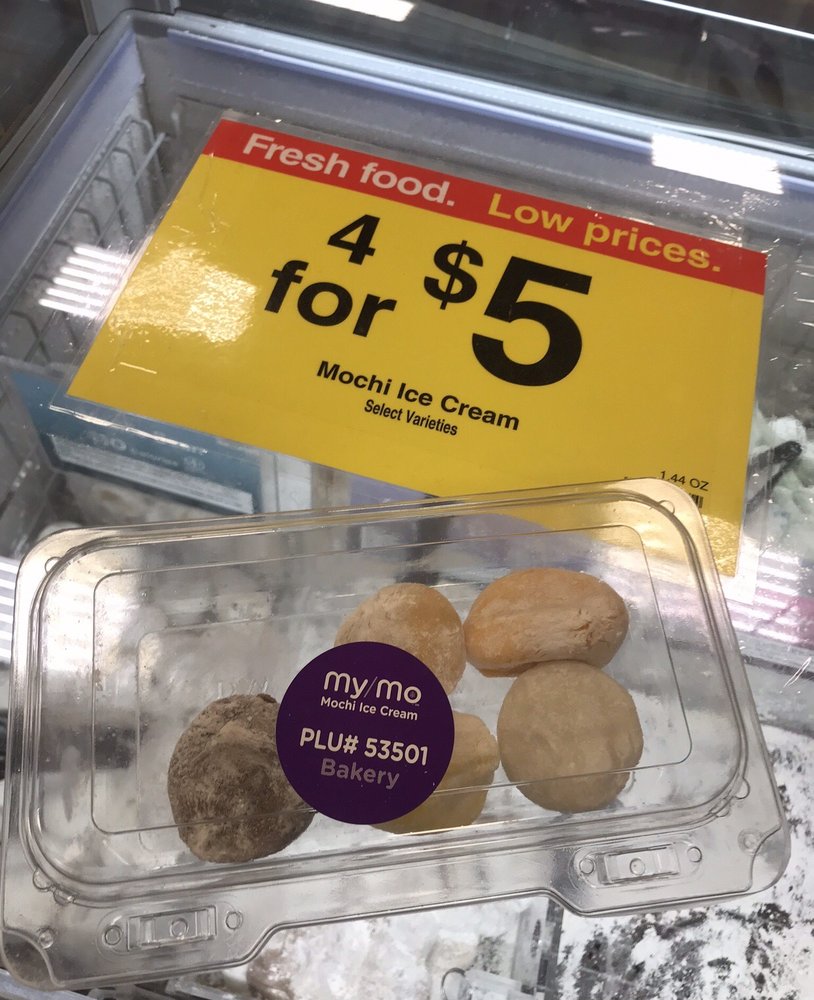 Fresh food. Low prices.
4
for $5
Mochi Ice Cream
Select Varieties
1.44 OZ
my/mo
Mochi Ice Cream
PLU# 53501
Bakery